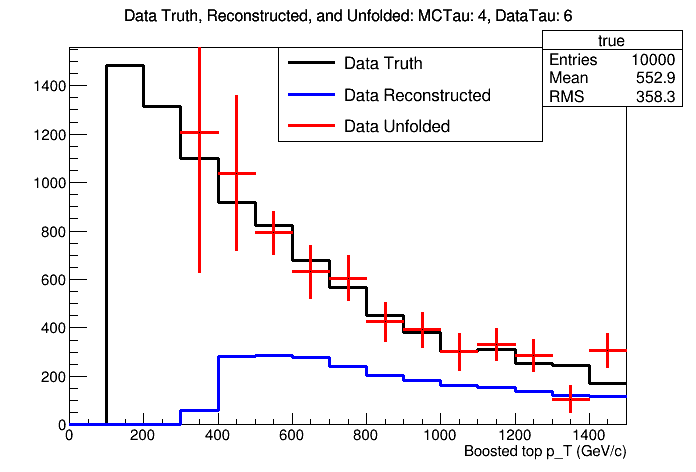 Data Truth, Reconstructed, and Unfolded: MCTau: 4, DataTau: 6
true
Entries 10000
Mean 552.9
RMS 358.3
Data Truth
Data Reconstructed
Data Unfolded
1400
1200
1000
800
600
400
200
0
0 200 400 600 800 1000 1200 1400
Boosted top p_T (GeV/c)